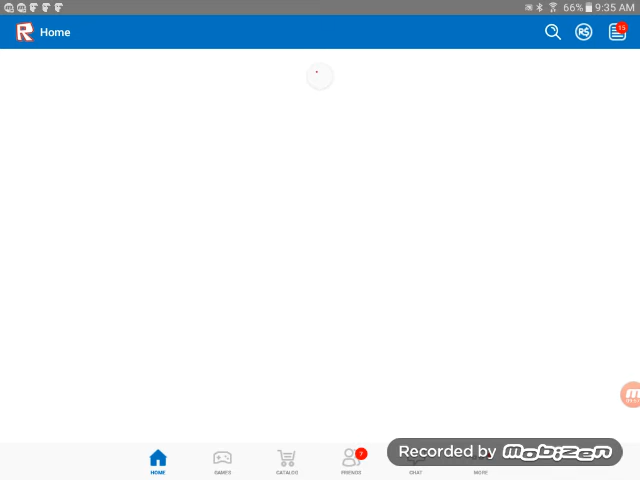 66% 9:35 AM
R Home
R$
15
7
HOME
GAMES
CATALOG
FRIENDS
CHAT
MORE
Recorded by mobizen